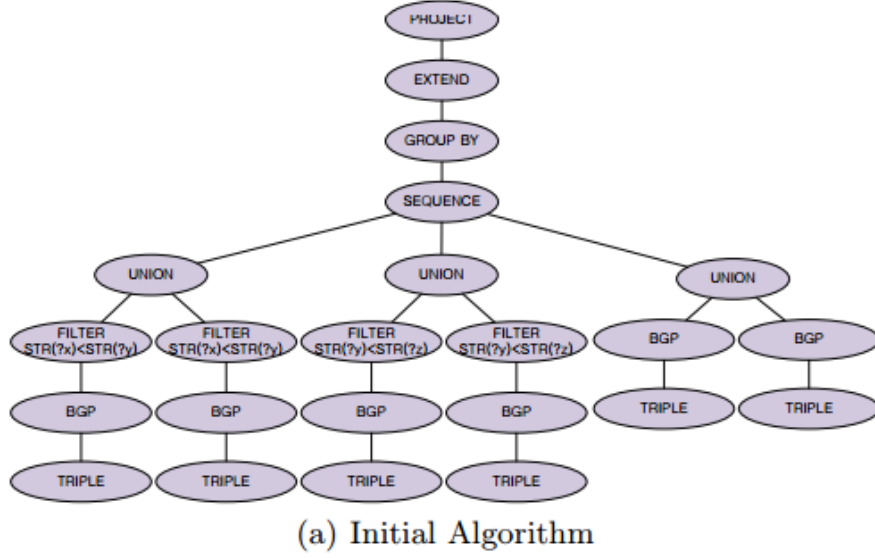 PROJECT
EXTEND
GROUP BY
SEQUENCE
UNION UNION UNION
FILTER FILTER FILTER FILTER BGP BGP
STR(?x)<STR(?y) STR(?x)<STR(?y) STR(?y)<STR(?z) STR(?y)<STR(?z)
BGP BGP BGP BGP TRIPLE TRIPLE
TRIPLE TRIPLE TRIPLE TRIPLE
(a) Initial Algorithm